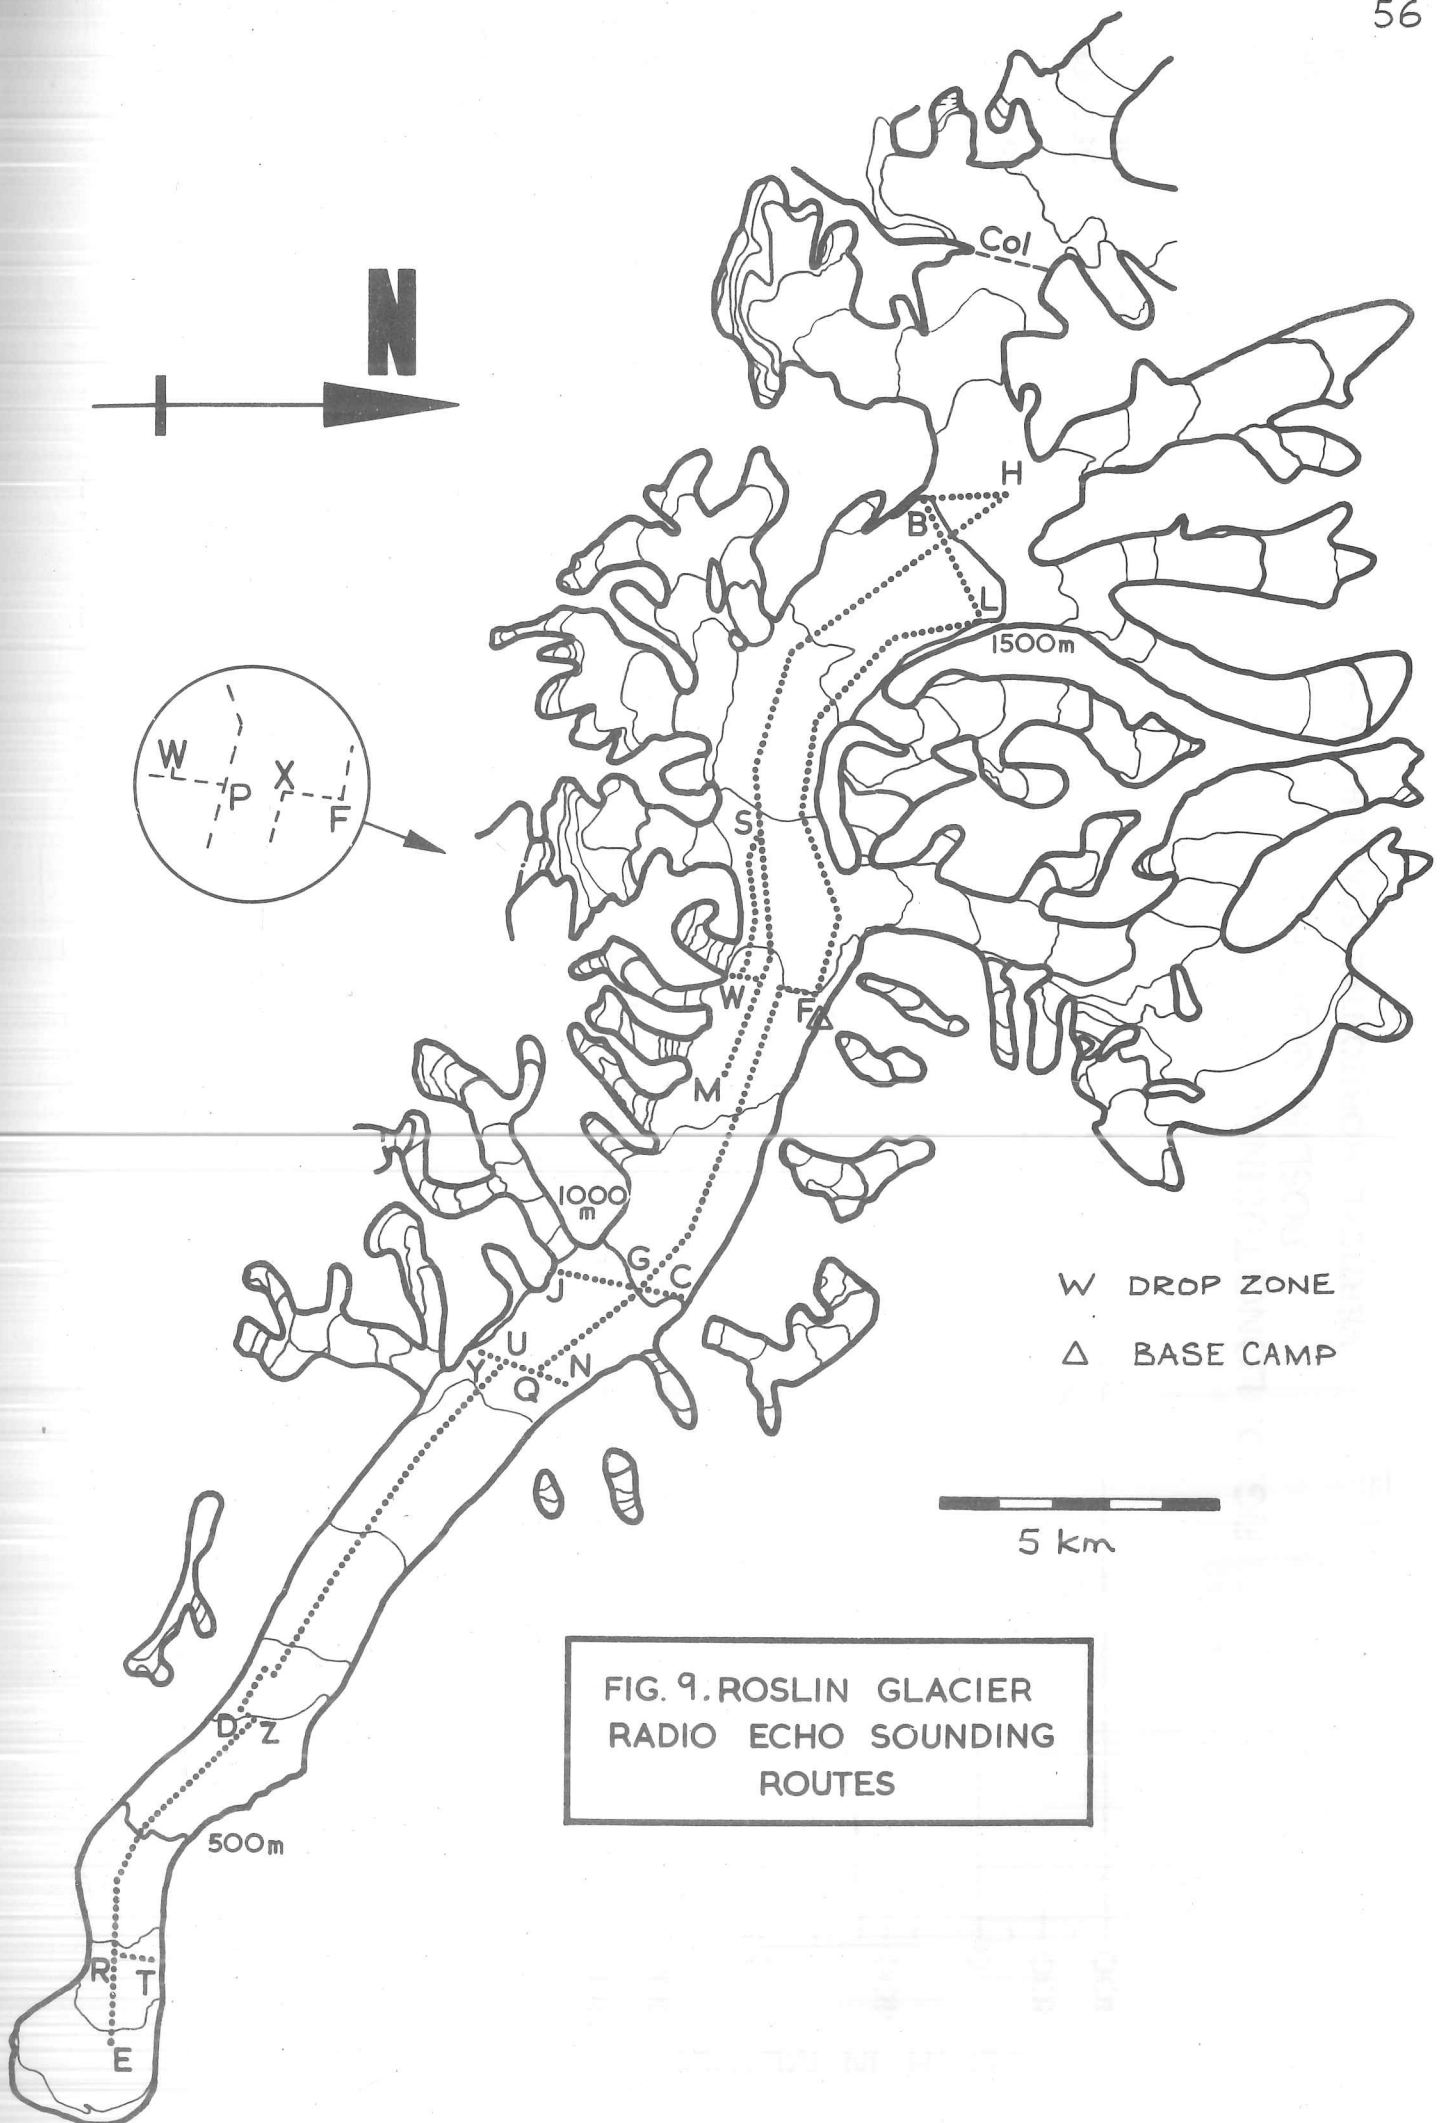 56
N
Col
H
B
L
1500m
W
X
P
F
S
W
F
M
1000
m
G
C
J
U
Y
N
Q
W DROP ZONE
△ BASE CAMP
5 km
D
Z
FIG. 9. ROSLIN GLACIER
RADIO ECHO SOUNDING
ROUTES
500m
R
T
E